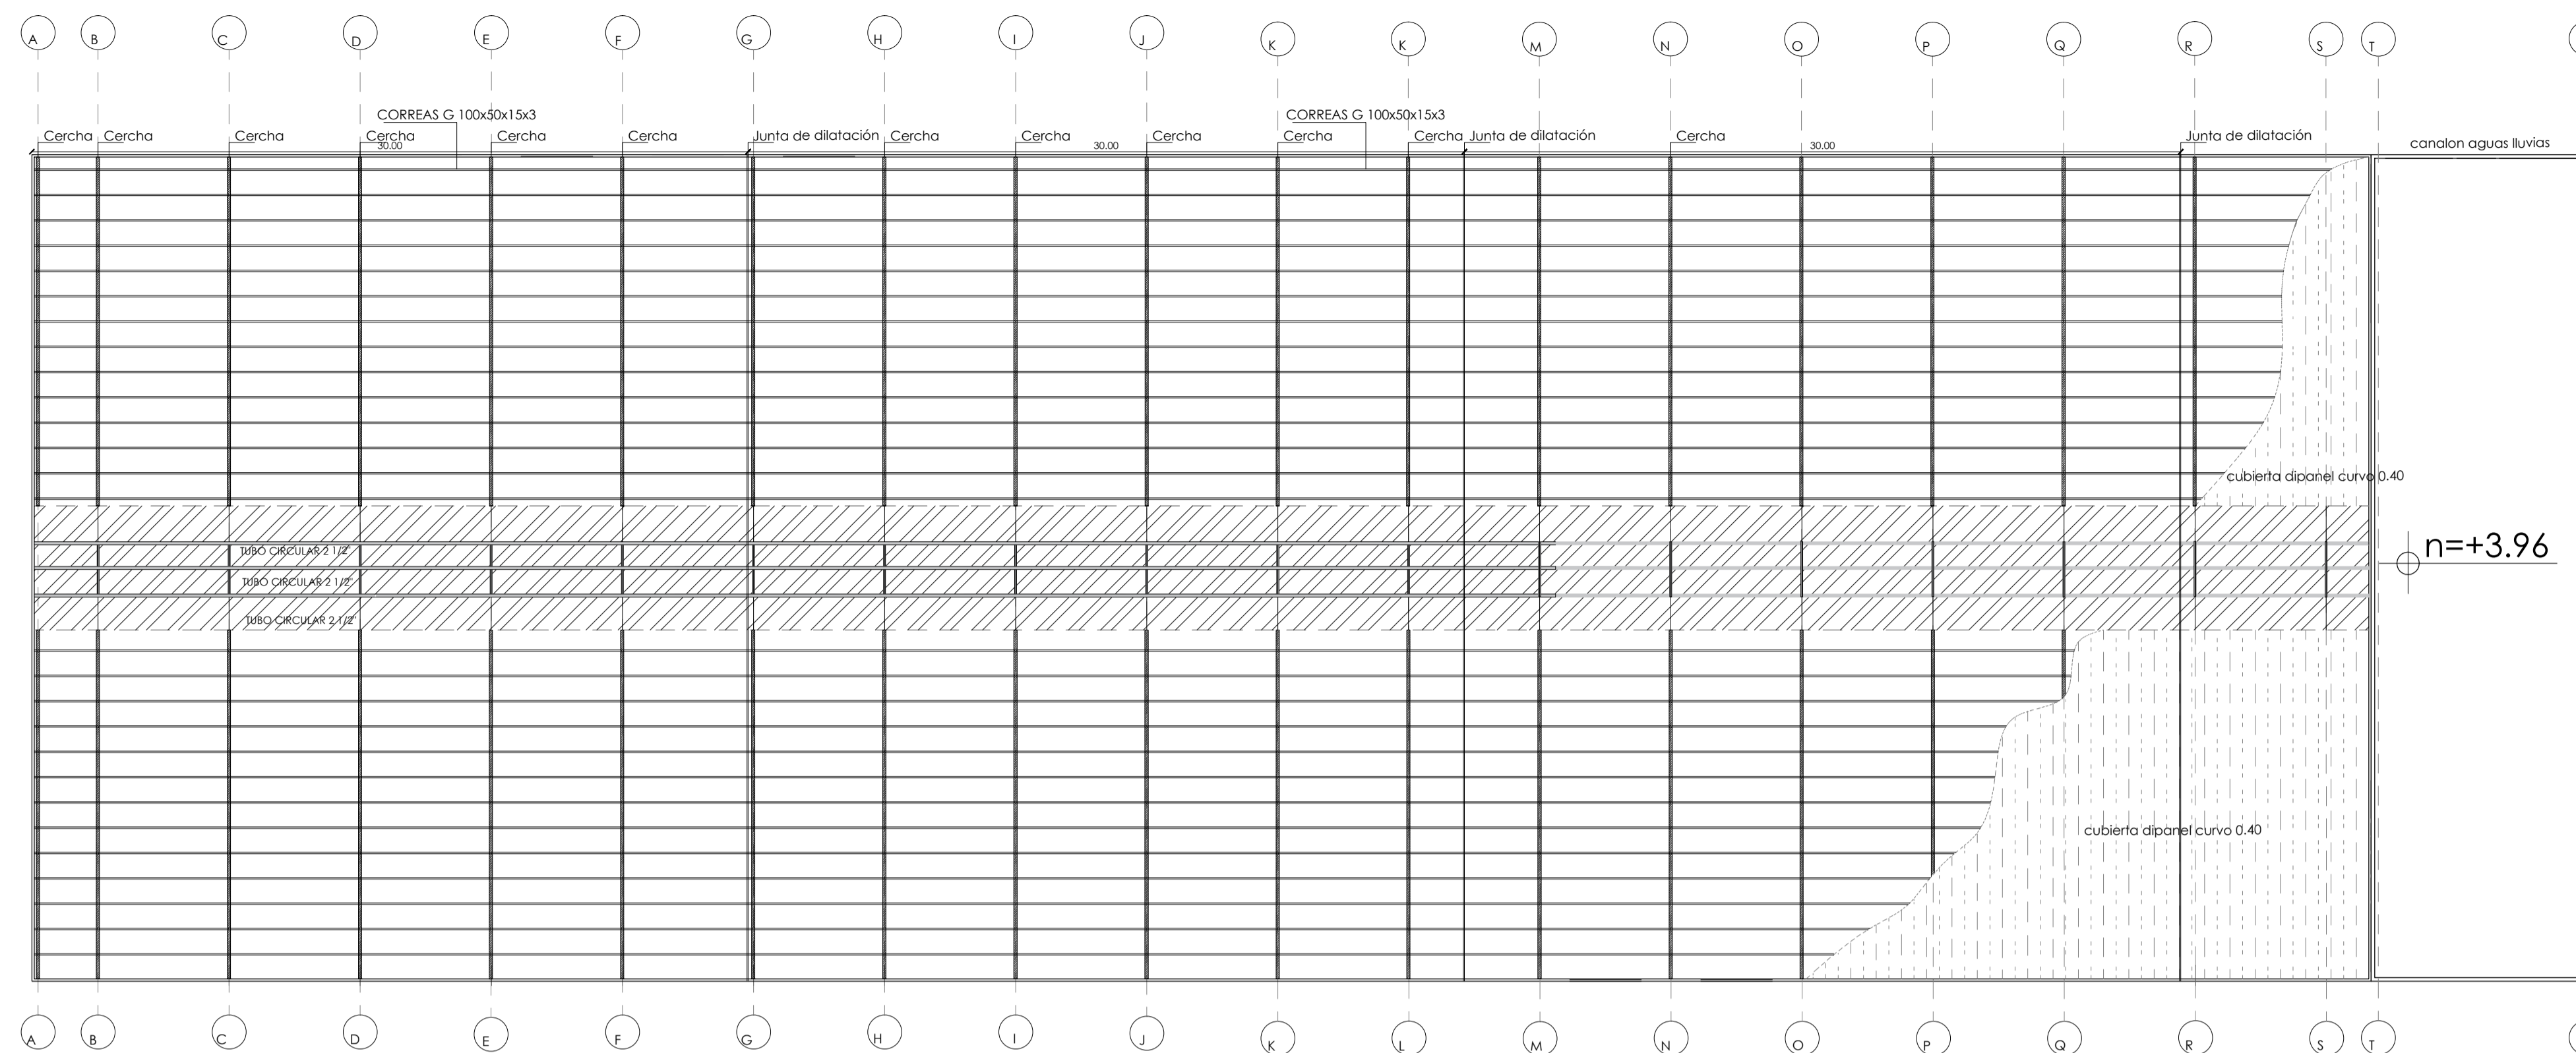 A B C D E F G H I J K K M N O P Q R S T
CORREAS G 100x50x15x3 CORREAS G 100x50x15x3
Cercha Cercha Cercha Cercha Cercha Cercha Junta de dilatación Cercha Cercha Cercha Cercha Cercha Junta de dilatación Cercha Junta de dilatación
canalon aguas lluvias
30.00 30.00 30.00
cubierta dipanel curvo 0.40
n=+3.96
TUBO CIRCULAR 2 1/2"
TUBO CIRCULAR 2 1/2"
TUBO CIRCULAR 2 1/2"
cubierta dipanel curvo 0.40
A B C D E F G H I J K L M N O P Q R S T